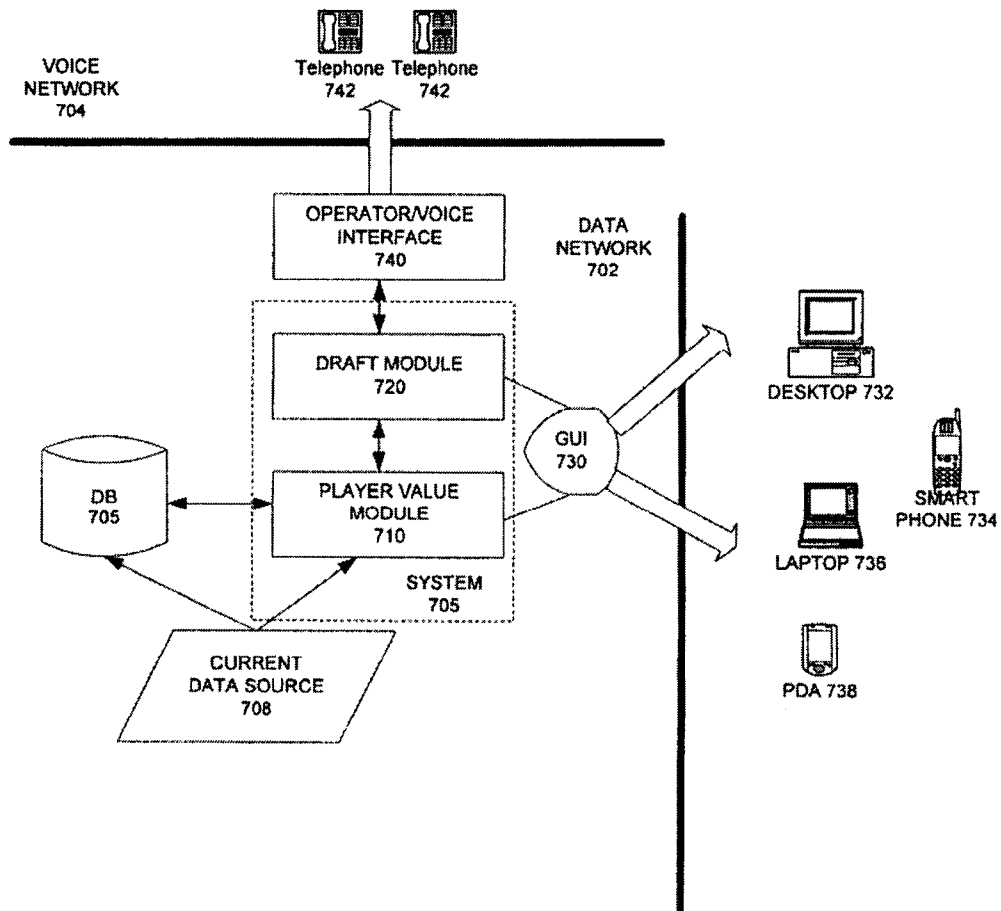 VOICE
NETWORK
704
Telephone Telephone
742 742
OPERATOR/VOICE
INTERFACE
740
DATA
NETWORK
702
DRAFT MODULE
720
GUI
730
DESKTOP 732
SMART
PHONE 734
DB
705
PLAYER VALUE
MODULE
710
LAPTOP 736
SYSTEM
705
CURRENT
DATA SOURCE
708
PDA 738